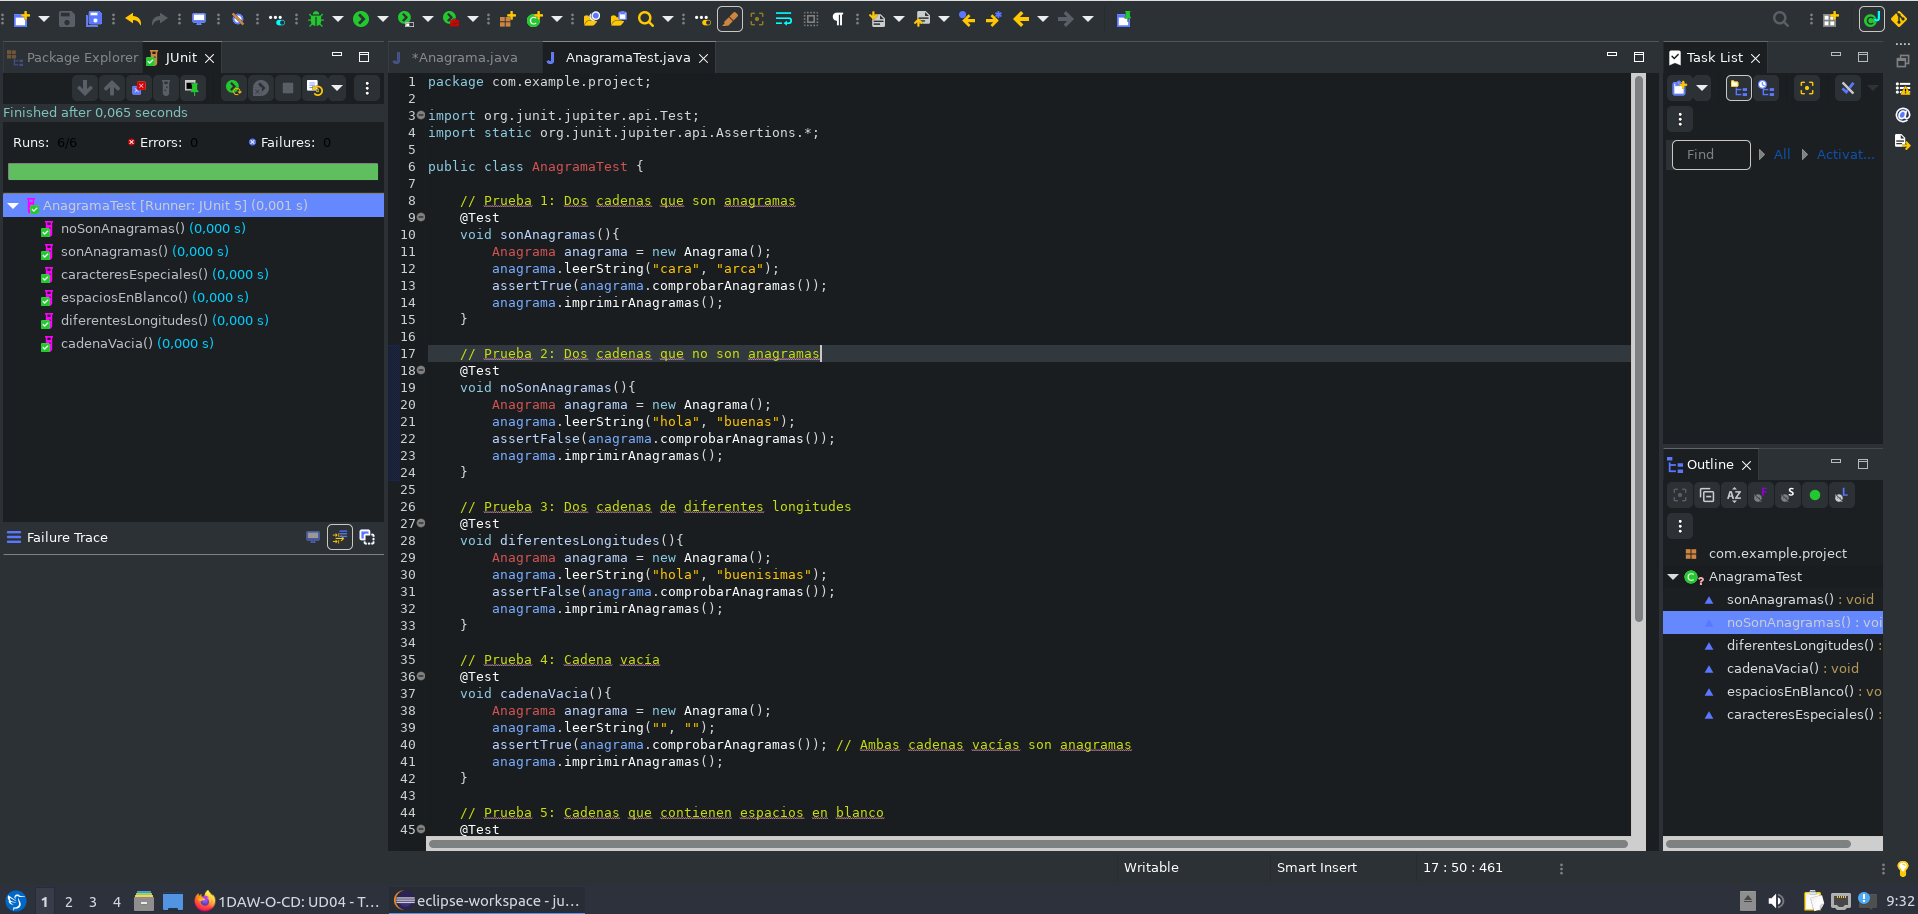 Package Explorer
JUnit
Finished after 0,065 seconds
Runs: 6/6
Errors: 0
Failures: 0
AnagramaTest [Runner: JUnit 5] (0,001 s)
noSonAnagramas() (0,000 s)
sonAnagramas() (0,000 s)
caracteresEspeciales() (0,000 s)
espaciosEnBlanco() (0,000 s)
diferentesLongitudes() (0,000 s)
cadenaVacia() (0,000 s)
Failure Trace
*Anagrama.java
AnagramaTest.java
1 package com.example.project;
2
3 import org.junit.jupiter.api.Test;
4 import static org.junit.jupiter.api.Assertions.*;
5
6 public class AnagramaTest {
7
8 // Prueba 1: Dos cadenas que son anagramas
9 @Test
10 void sonAnagramas(){
11 Anagrama anagrama = new Anagrama();
12 anagrama.leerString("cara", "arca");
13 assertTrue(anagrama.comprobarAnagramas());
14 anagrama.imprimirAnagramas();
15 }
16
17 // Prueba 2: Dos cadenas que no son anagramas
18 @Test
19 void noSonAnagramas(){
20 Anagrama anagrama = new Anagrama();
21 anagrama.leerString("hola", "buenas");
22 assertFalse(anagrama.comprobarAnagramas());
23 anagrama.imprimirAnagramas();
24 }
25
26 // Prueba 3: Dos cadenas de diferentes longitudes
27 @Test
28 void diferentesLongitudes(){
29 Anagrama anagrama = new Anagrama();
30 anagrama.leerString("hola", "buenisimas");
31 assertFalse(anagrama.comprobarAnagramas());
32 anagrama.imprimirAnagramas();
33 }
34
35 // Prueba 4: Cadena vacía
36 @Test
37 void cadenaVacia(){
38 Anagrama anagrama = new Anagrama();
39 anagrama.leerString("", "");
40 assertTrue(anagrama.comprobarAnagramas()); // Ambas cadenas vacías son anagramas
41 anagrama.imprimirAnagramas();
42 }
43
44 // Prueba 5: Cadenas que contienen espacios en blanco
45 @Test
Task List
Find
All
Activat...
Outline
com.example.project
AnagramaTest
sonAnagramas() : void
noSonAnagramas() : voi
diferentesLongitudes() :
cadenaVacia() : void
espaciosEnBlanco() : vo
caracteresEspeciales() :
Writable
Smart Insert
17 : 50 : 461
1 2 3 4
1DAW-O-CD: UD04 - T...
eclipse-workspace - ju...
9:32